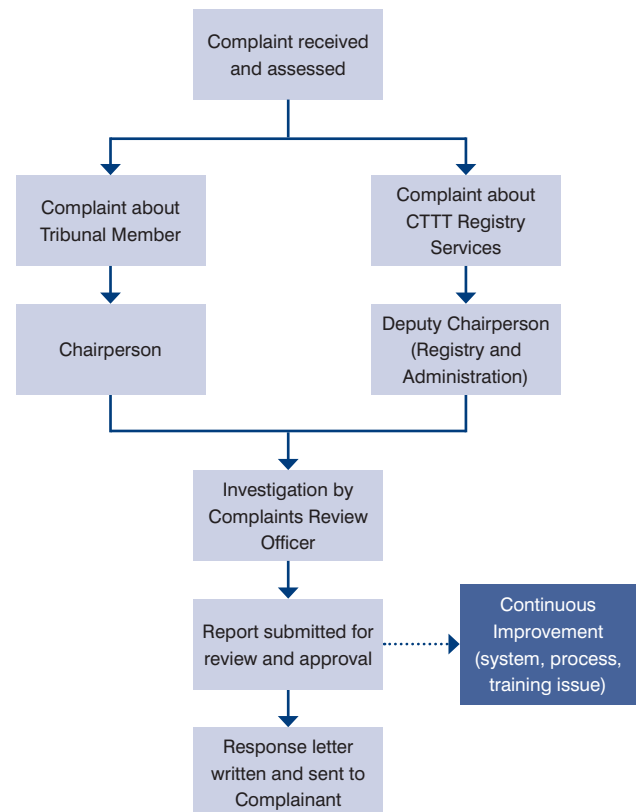 Complaint received
and assessed
Complaint about
Tribunal Member
Complaint about
CTTT Registry
Services
Chairperson
Deputy Chairperson
(Registry and
Administration)
Investigation by
Complaints Review
Officer
Report submitted for
review and approval
Continuous
Improvement
(system, process,
training issue)
Response letter
written and sent to
Complainant